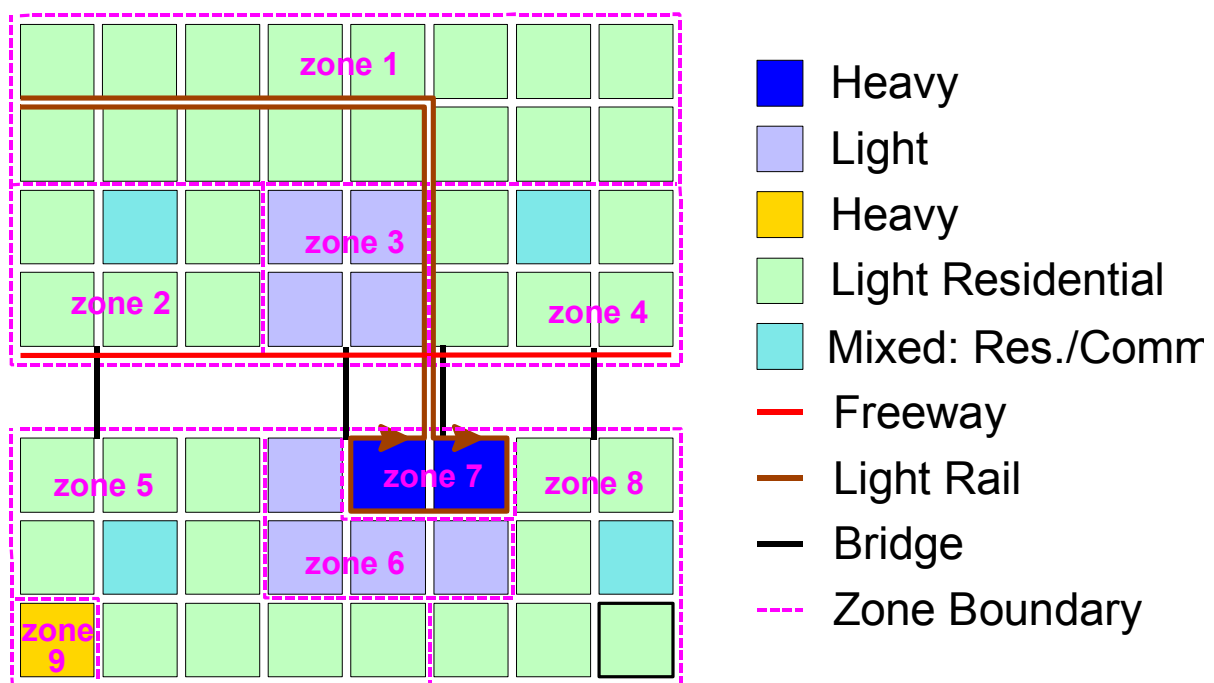 zone 1
zone 3
zone 2
zone 4
zone 5
zone 7
zone 8
zone 6
zone
9
Heavy
Light
Heavy
Light Residential
Mixed: Res./Comm
Freeway
Light Rail
Bridge
Zone Boundary